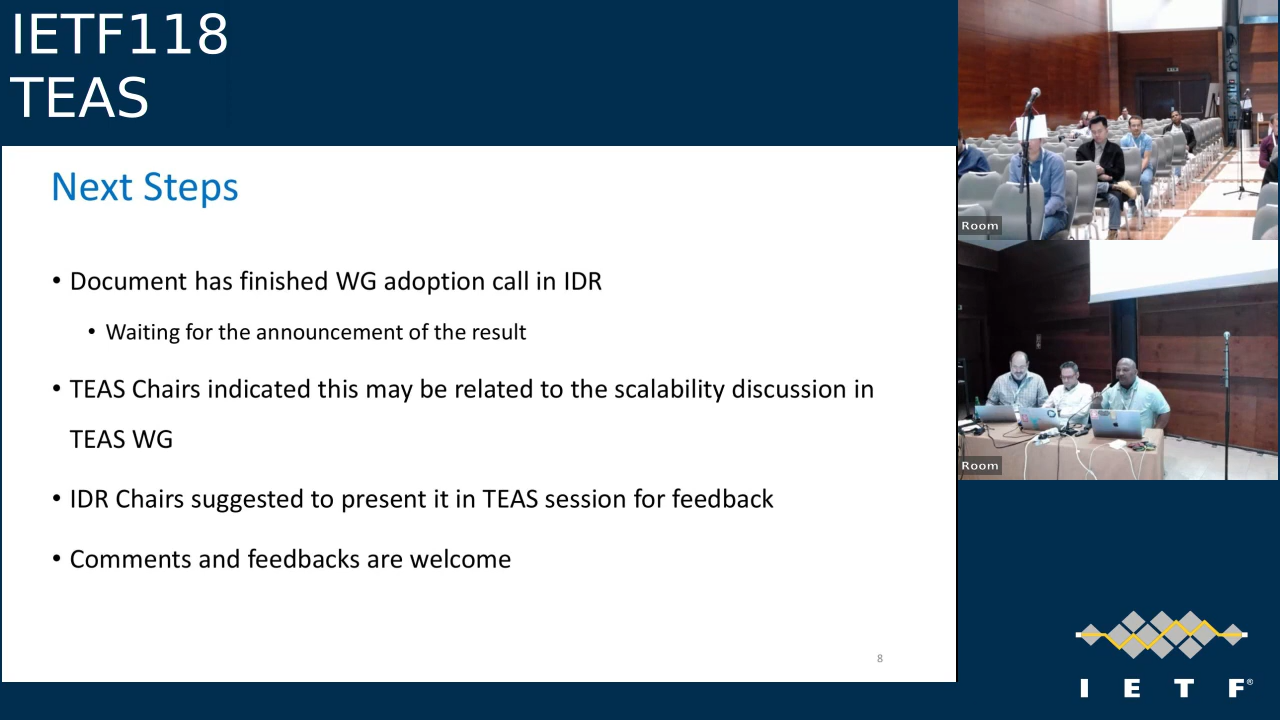 IETF118
TEAS
Next Steps
• Document has finished WG adoption call in IDR
• Waiting for the announcement of the result
• TEAS Chairs indicated this may be related to the scalability discussion in
TEAS WG
• IDR Chairs suggested to present it in TEAS session for feedback
• Comments and feedbacks are welcome
8
Room
Room
I E T F®